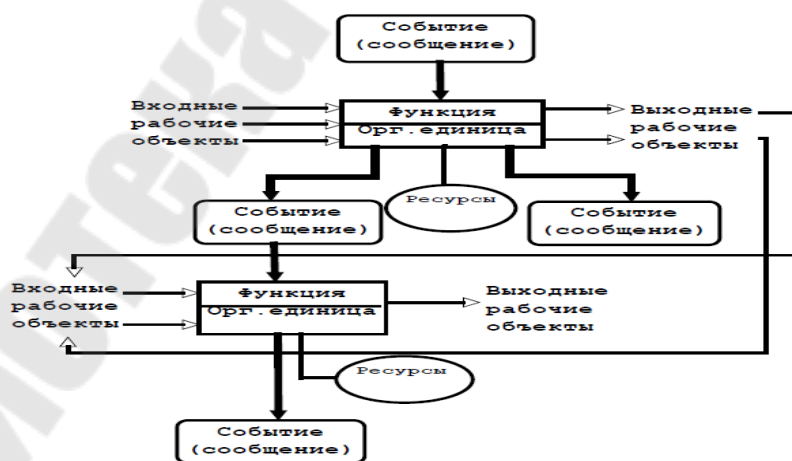 Событие
(сообщение)
Входные
рабочие
объекты
Функция
Орг.единица
Выходные
рабочие
объекты
Ресурсы
Событие
(сообщение)
Событие
(сообщение)
Входные
рабочие
объекты
Функция
Орг.единица
Выходные
рабочие
объекты
Ресурсы
Событие
(сообщение)